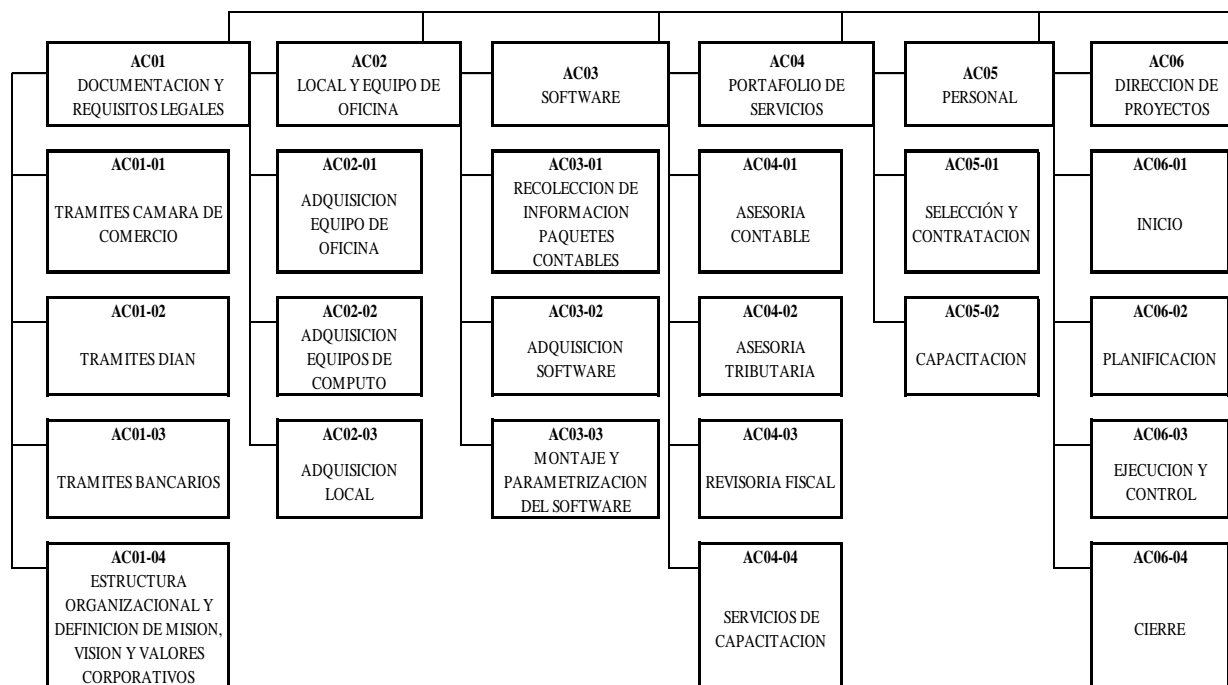 AC01
DOCUMENTACION Y
REQUISITOS LEGALES
AC02
LOCAL Y EQUIPO DE
OFICINA
AC03
SOFTWARE
AC04
PORTAFOLIO DE
SERVICIOS
AC05
PERSONAL
AC06
DIRECCION DE
PROYECTOS
AC01-01
TRAMITES CAMARA DE
COMERCIO
AC02-01
ADQUISICION
EQUIPO DE
OFICINA
AC03-01
RECOLECCION DE
INFORMACION
PAQUETES
CONTABLES
AC04-01
ASESORIA
CONTABLE
AC05-01
SELECCIÓN Y
CONTRATACION
AC06-01
INICIO
AC01-02
TRAMITES DIAN
AC02-02
ADQUISICION
EQUIPOS DE
COMPUTO
AC03-02
ADQUISICION
SOFTWARE
AC04-02
ASESORIA
TRIBUTARIA
AC05-02
CAPACITACION
AC06-02
PLANIFICACION
AC01-03
TRAMITES BANCARIOS
AC02-03
ADQUISICION
LOCAL
AC03-03
MONTAJE Y
PARAMETRIZACION
DEL SOFTWARE
AC04-03
REVISORIA FISCAL
AC06-03
EJECUCION Y
CONTROL
AC01-04
ESTRUCTURA
ORGANIZACIONAL Y
DEFINICION DE MISION,
VISION Y VALORES
CORPORATIVOS
AC04-04
SERVICIOS DE
CAPACITACION
AC06-04
CIERRE